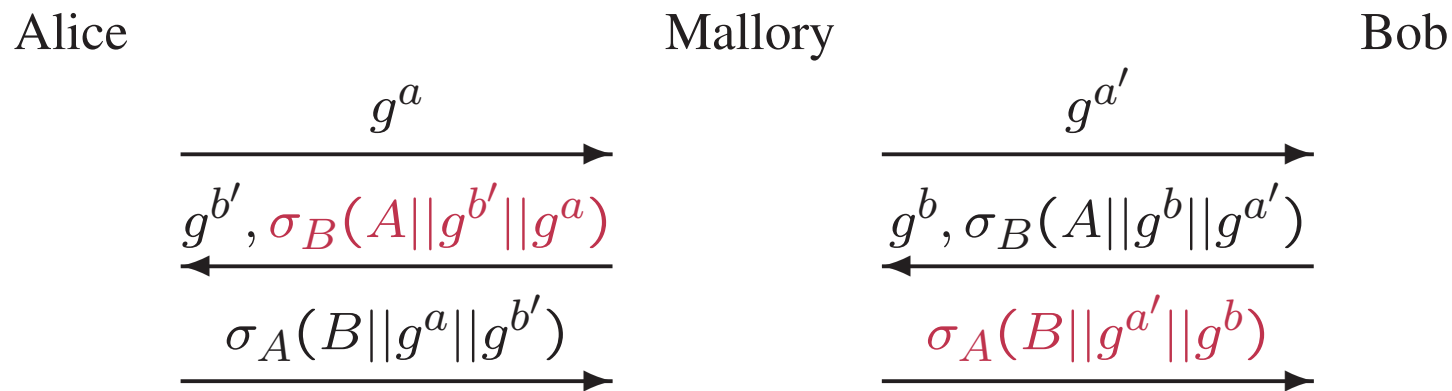 Alice Mallory Bob
g^a g^{a'}
g^{b'}, σ_B(A||g^{b'}||g^a) g^b, σ_B(A||g^b||g^{a'})
σ_A(B||g^a||g^{b'}) σ_A(B||g^{a'}||g^b)